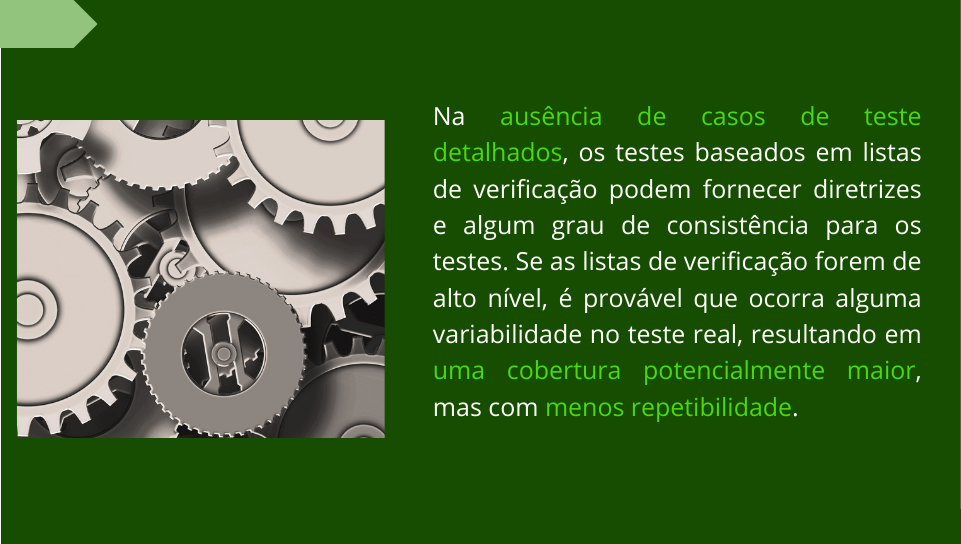 Na ausência de casos de teste
detalhados, os testes baseados em listas
de verificação podem fornecer diretrizes
e algum grau de consistência para os
testes. Se as listas de verificação forem de
alto nível, é provável que ocorra alguma
variabilidade no teste real, resultando em
uma cobertura potencialmente maior,
mas com menos repetibilidade.